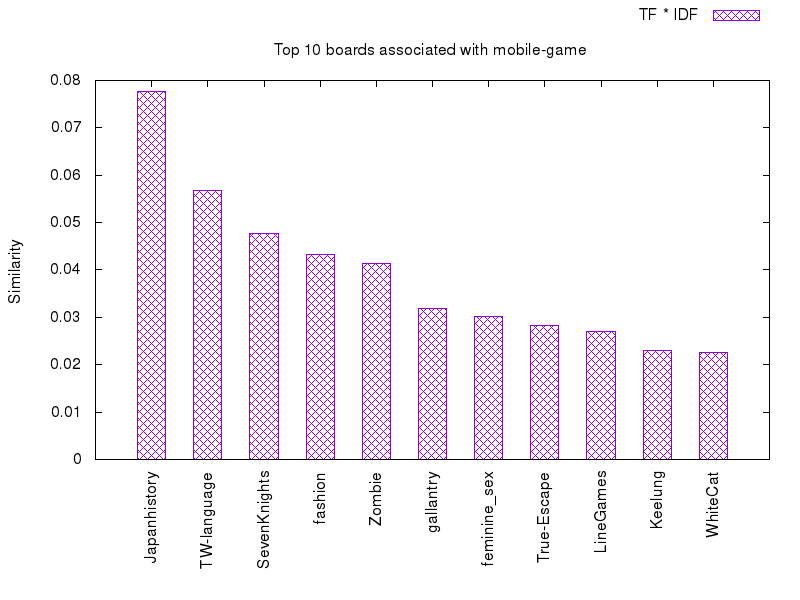 TF * IDF
Top 10 boards associated with mobile-game
Similarity
0.08
0.07
0.06
0.05
0.04
0.03
0.02
0.01
0
Japanhistory
TW-language
SevenKnights
fashion
Zombie
gallantry
feminine_sex
True-Escape
LineGames
Keelung
WhiteCat